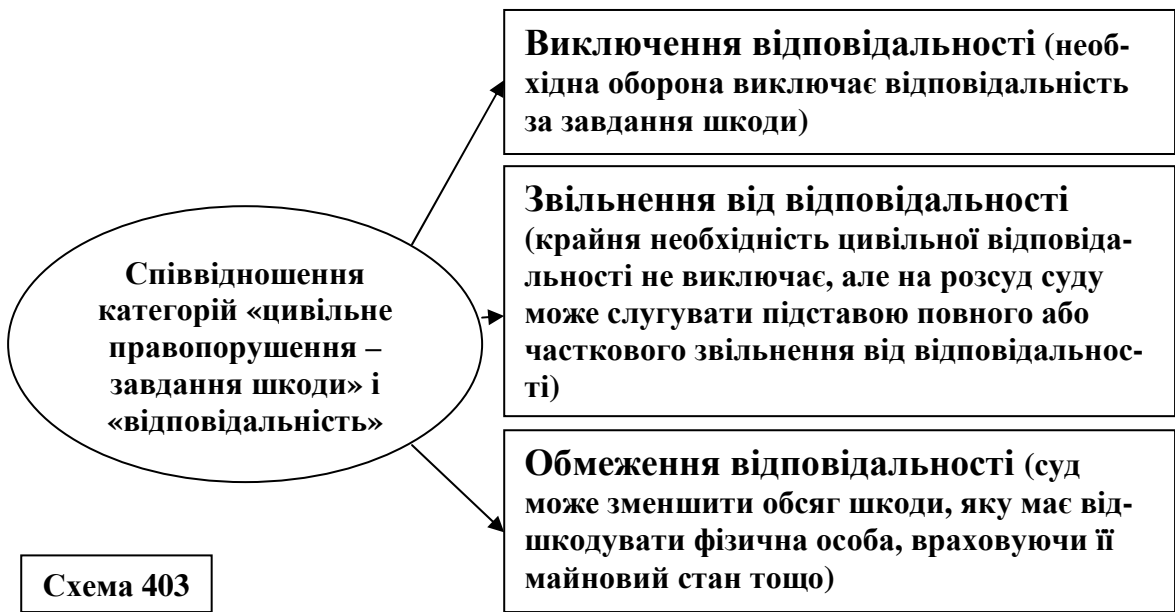 Виключення відповідальності (необ-
хідна оборона виключає відповідальність
за завдання шкоди)
Звільнення від відповідальності
(крайня необхідність цивільної відповіда-
льності не виключає, але на розсуд суду
може слугувати підставою повного або
часткового звільнення від відповідальнос-
ті)
Співвідношення
категорій «цивільне
правопорушення –
завдання шкоди» і
«відповідальність»
Обмеження відповідальності (суд
може зменшити обсяг шкоди, яку має від-
шкодувати фізична особа, враховуючи її
майновий стан тощо)
Схема 403